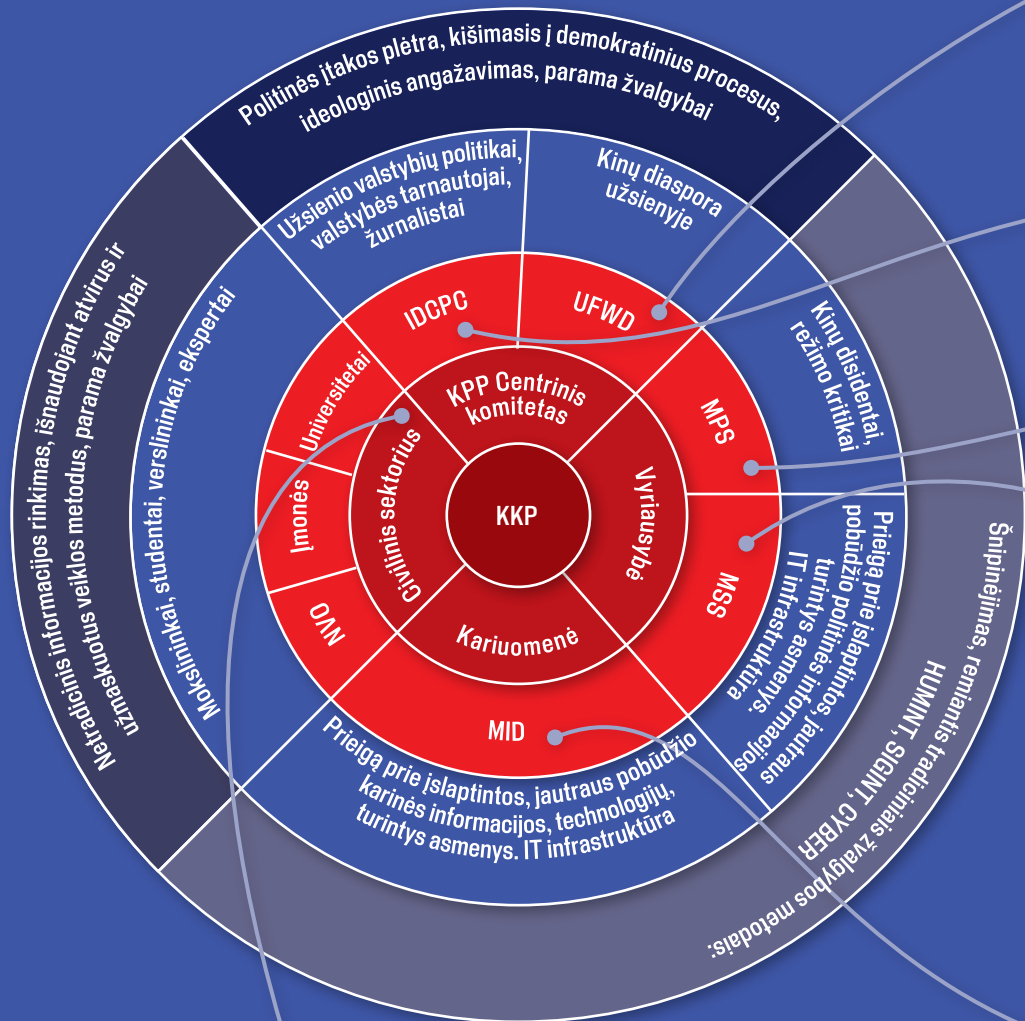 Politinės įtakos plėtra, kišimasis į demokratinius procesus,
ideologinis angažavimas, parama žvalgybai
Užsienio valstybių politikai,
valstybės tarnautojai,
žurnalistai
Kinų diaspora
užsienyje
IDCPC
UFWD
KPP Centrinis
komitetas
Netradicinis informacijos rinkimas, išnaudojant atvirus ir
užmaskuotus veiklos metodus, parama žvalgybai
Mokslininkai, studentai, verslininkai, ekspertai
Universitetai
Įmonės
NVO
Civilinis sektorius
KKP
Vyriausybė
MPS
MSS
Kinų disidentai,
režimo kritikai
Prieigą prie įslaptintos, jautraus
pobūdžio politinės informacijos
turintys asmenys.
IT infrastruktūra
Šnipinėjimas, remiantis tradiciniais žvalgybos metodais:
HUMINT, SIGINT, CYBER
Kariuomenė
MID
Prieigą prie įslaptintos, jautraus pobūdžio
karinės informacijos, technologijų,
turintys asmenys. IT infrastruktūra